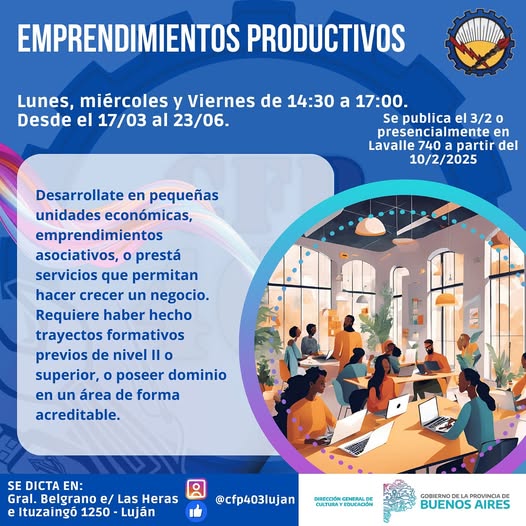 EMPRENDIMIENTOS PRODUCTIVOS
Lunes, miércoles y Viernes de 14:30 a 17:00.
Desde el 17/03 al 23/06.
Se publica el 3/2 o
presencialmente en
Lavalle 740 a partir del
10/2/2025
Desarrollate en pequeñas
unidades económicas,
emprendimientos
asociativos, o prestá
servicios que permitan
hacer crecer un negocio.
Requiere haber hecho
trayectos formativos
previos de nivel II o
superior, o poseer dominio
en un área de forma
acreditable.
SE DICTA EN:
Gral. Belgrano e/ Las Heras
e Ituzaingó 1250 - Luján
@cfp403lujan
DIRECCIÓN GENERAL DE
CULTURA Y EDUCACIÓN
GOBIERNO DE LA PROVINCIA DE
BUENOS AIRES